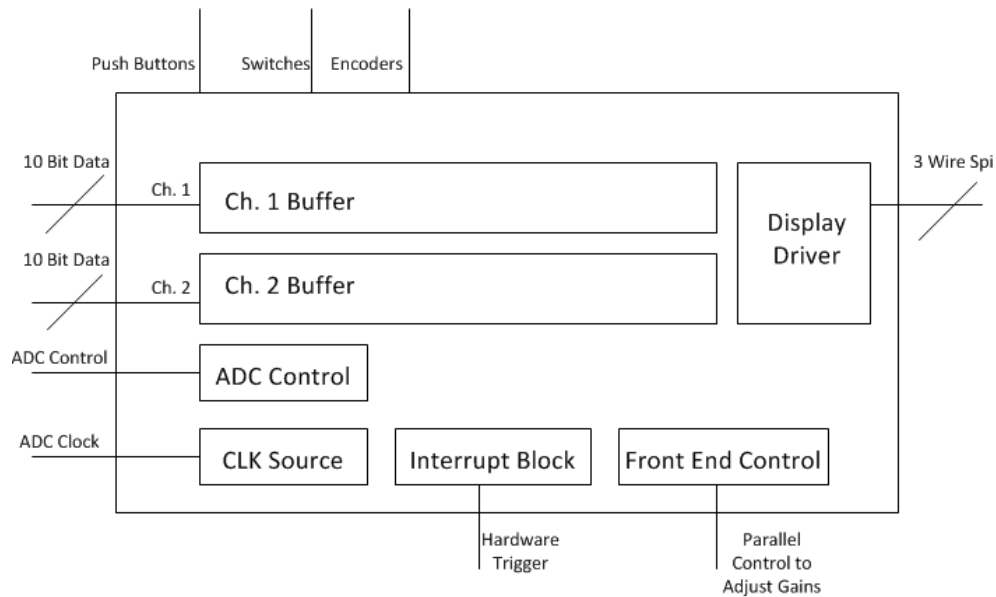 Push Buttons
Switches
Encoders
10 Bit Data
Ch. 1
Ch. 1 Buffer
3 Wire Spi
Display
Driver
10 Bit Data
Ch. 2
Ch. 2 Buffer
ADC Control
ADC Control
ADC Clock
CLK Source
Interrupt Block
Front End Control
Hardware
Trigger
Parallel
Control to
Adjust Gains